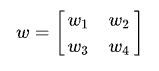 w = [ w₁ w₂
w₃ w₄ ]